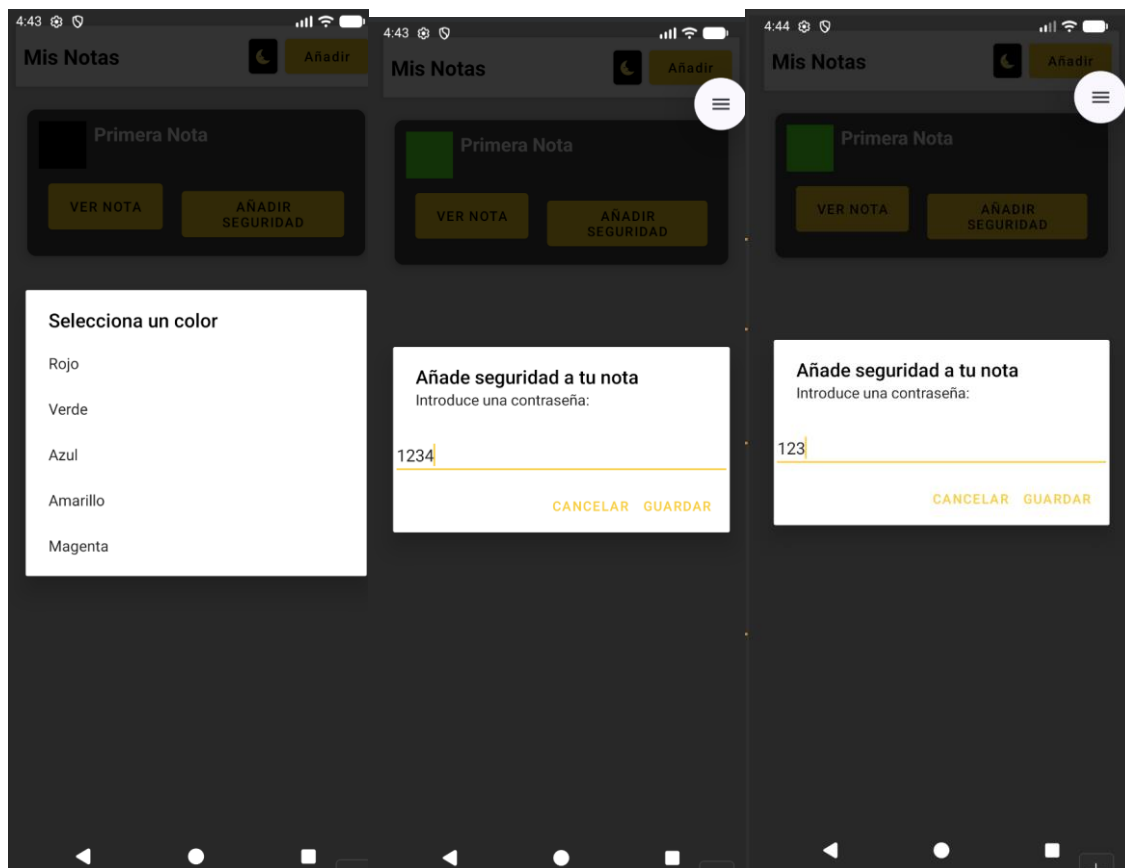 4:43
Mis Notas
Añadir
Primera Nota
VER NOTA
AÑADIR
SEGURIDAD
Selecciona un color
Rojo
Verde
Azul
Amarillo
Magenta
4:43
Mis Notas
Añadir
Primera Nota
VER NOTA
AÑADIR
SEGURIDAD
Añade seguridad a tu nota
Introduce una contraseña:
1234
CANCELAR GUARDAR
4:44
Mis Notas
Añadir
Primera Nota
VER NOTA
AÑADIR
SEGURIDAD
Añade seguridad a tu nota
Introduce una contraseña:
123
CANCELAR GUARDAR